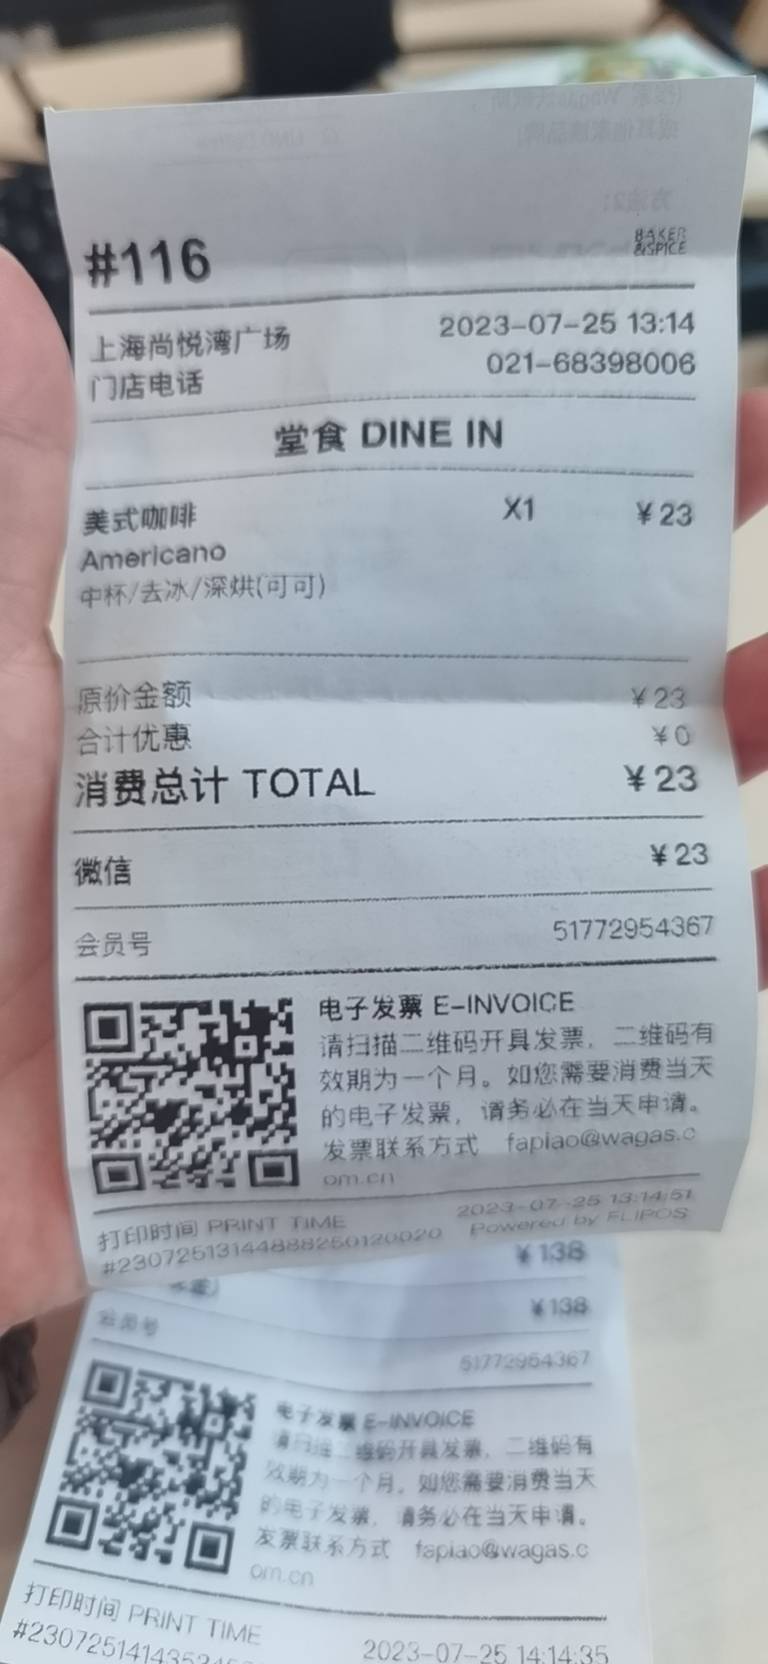 #116
BAKER
&SPICE
上海尚悦湾广场 2023-07-25 13:14
门店电话 021-68398006
堂食 DINE IN
美式咖啡 X1 ¥23
Americano
中杯/去冰/深烘(可可)
原价金额 ¥23
合计优惠 ¥0
消费总计 TOTAL ¥23
微信 ¥23
会员号 51772954367
电子发票 E-INVOICE
请扫描二维码开具发票，二维码有
效期为一个月。如您需要消费当天
的电子发票，请务必在当天申请。
发票联系方式 fapiao@wagas.c
om.cn
打印时间 PRINT TIME 2023-07-25 13:14:51
#23072513144888250120020 Powered by FLIPOS
¥138
¥138
会员号 51772954367
电子发票 E-INVOICE
请扫描二维码开具发票，二维码有
效期为一个月。如您需要消费当天
的电子发票，请务必在当天申请。
发票联系方式 fapiao@wagas.c
om.cn
打印时间 PRINT TIME
2023-07-25 14:14:35